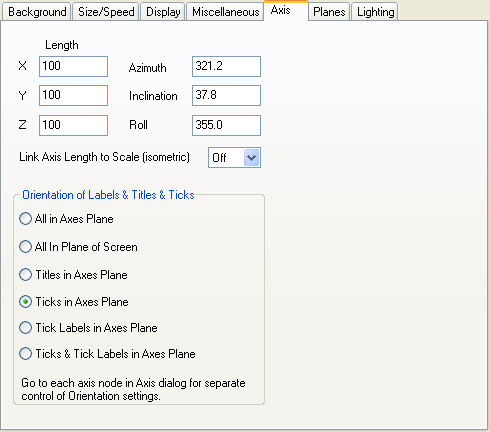 Background Size/Speed Display Miscellaneous Axis Planes Lighting
Length
X 100 Azimuth 321.2
Y 100 Inclination 37.8
Z 100 Roll 355.0
Link Axis Length to Scale (isometric) Off
Orientation of Labels & Titles & Ticks
All in Axes Plane
All In Plane of Screen
Titles in Axes Plane
Ticks in Axes Plane
Tick Labels in Axes Plane
Ticks & Tick Labels in Axes Plane
Go to each axis node in Axis dialog for separate
control of Orientation settings.